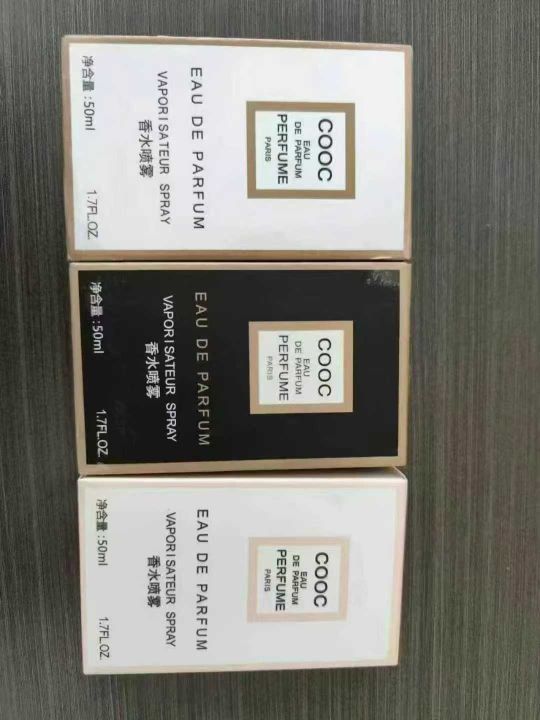 COOC
EAU
DE PARFUM
PERFUME
PARIS
EAU DE PARFUM
VAPORISATEUR SPRAY
香水喷雾
净含量:50ml
1.7FL.OZ.
COOC
EAU
DE PARFUM
PERFUME
PARIS
EAU DE PARFUM
VAPORISATEUR SPRAY
香水喷雾
净含量:50ml
1.7FL.OZ.
COOC
EAU
DE PARFUM
PERFUME
PARIS
EAU DE PARFUM
VAPORISATEUR SPRAY
香水喷雾
净含量:50ml
1.7FL.OZ.